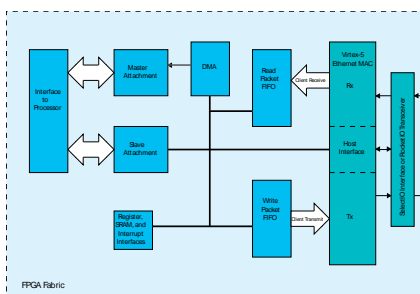 Interface
to
Processor
Master
Attachment
DMA
Read
Packet
FIFO
Client Receive
Virtex-5
Ethernet MAC
Rx
Slave
Attachment
Host
Interface
SelectIO Interface or RocketIO Transceiver
Register,
SRAM, and
Interrupt Interfaces
Write
Packet
FIFO
Client Transmit
Tx
FPGA Fabric